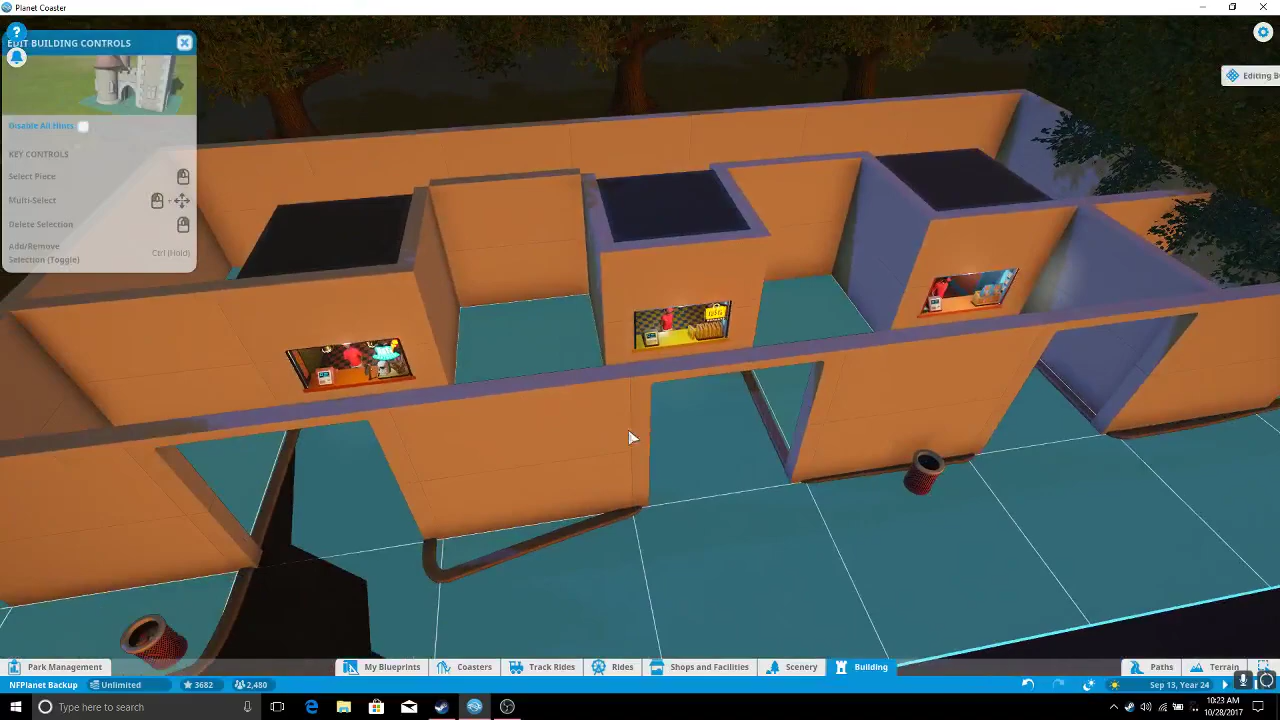 Planet Coaster
EDIT BUILDING CONTROLS
Disable All Hints
KEY CONTROLS
Select Piece
Multi-Select
Delete Selection
Add/Remove
Selection (Toggle)
Ctrl (Hold)
Park Management
My Blueprints
Coasters
Track Rides
Rides
Shops and Facilities
Scenery
Building
Paths
Terrain
NFPlanet Backup
Unlimited
3682
2,480
Sep 13, Year 24
Type here to search
10:23 AM
10/28/2017